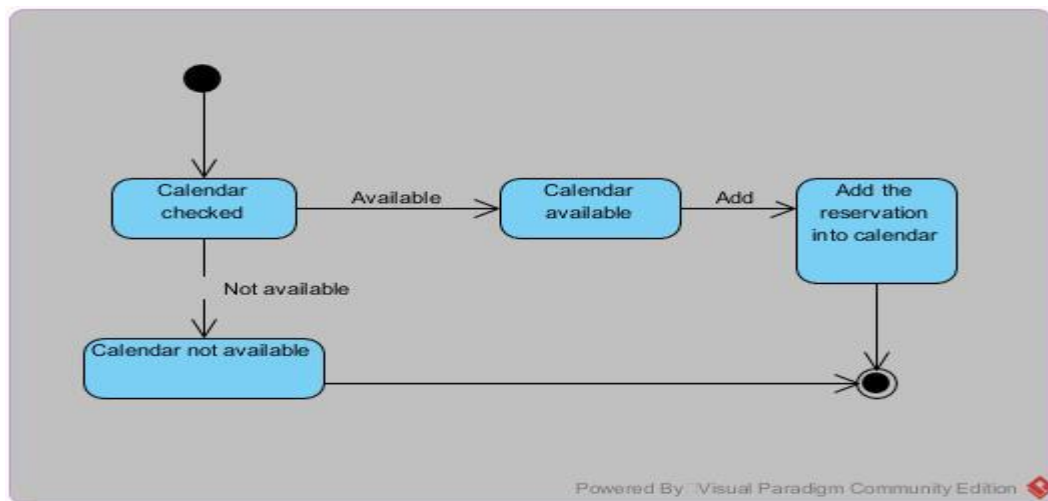 Calendar
checked
Available
Calendar
available
Add
Add the
reservation
into calendar
Not available
Calendar not available
Powered By Visual Paradigm Community Edition